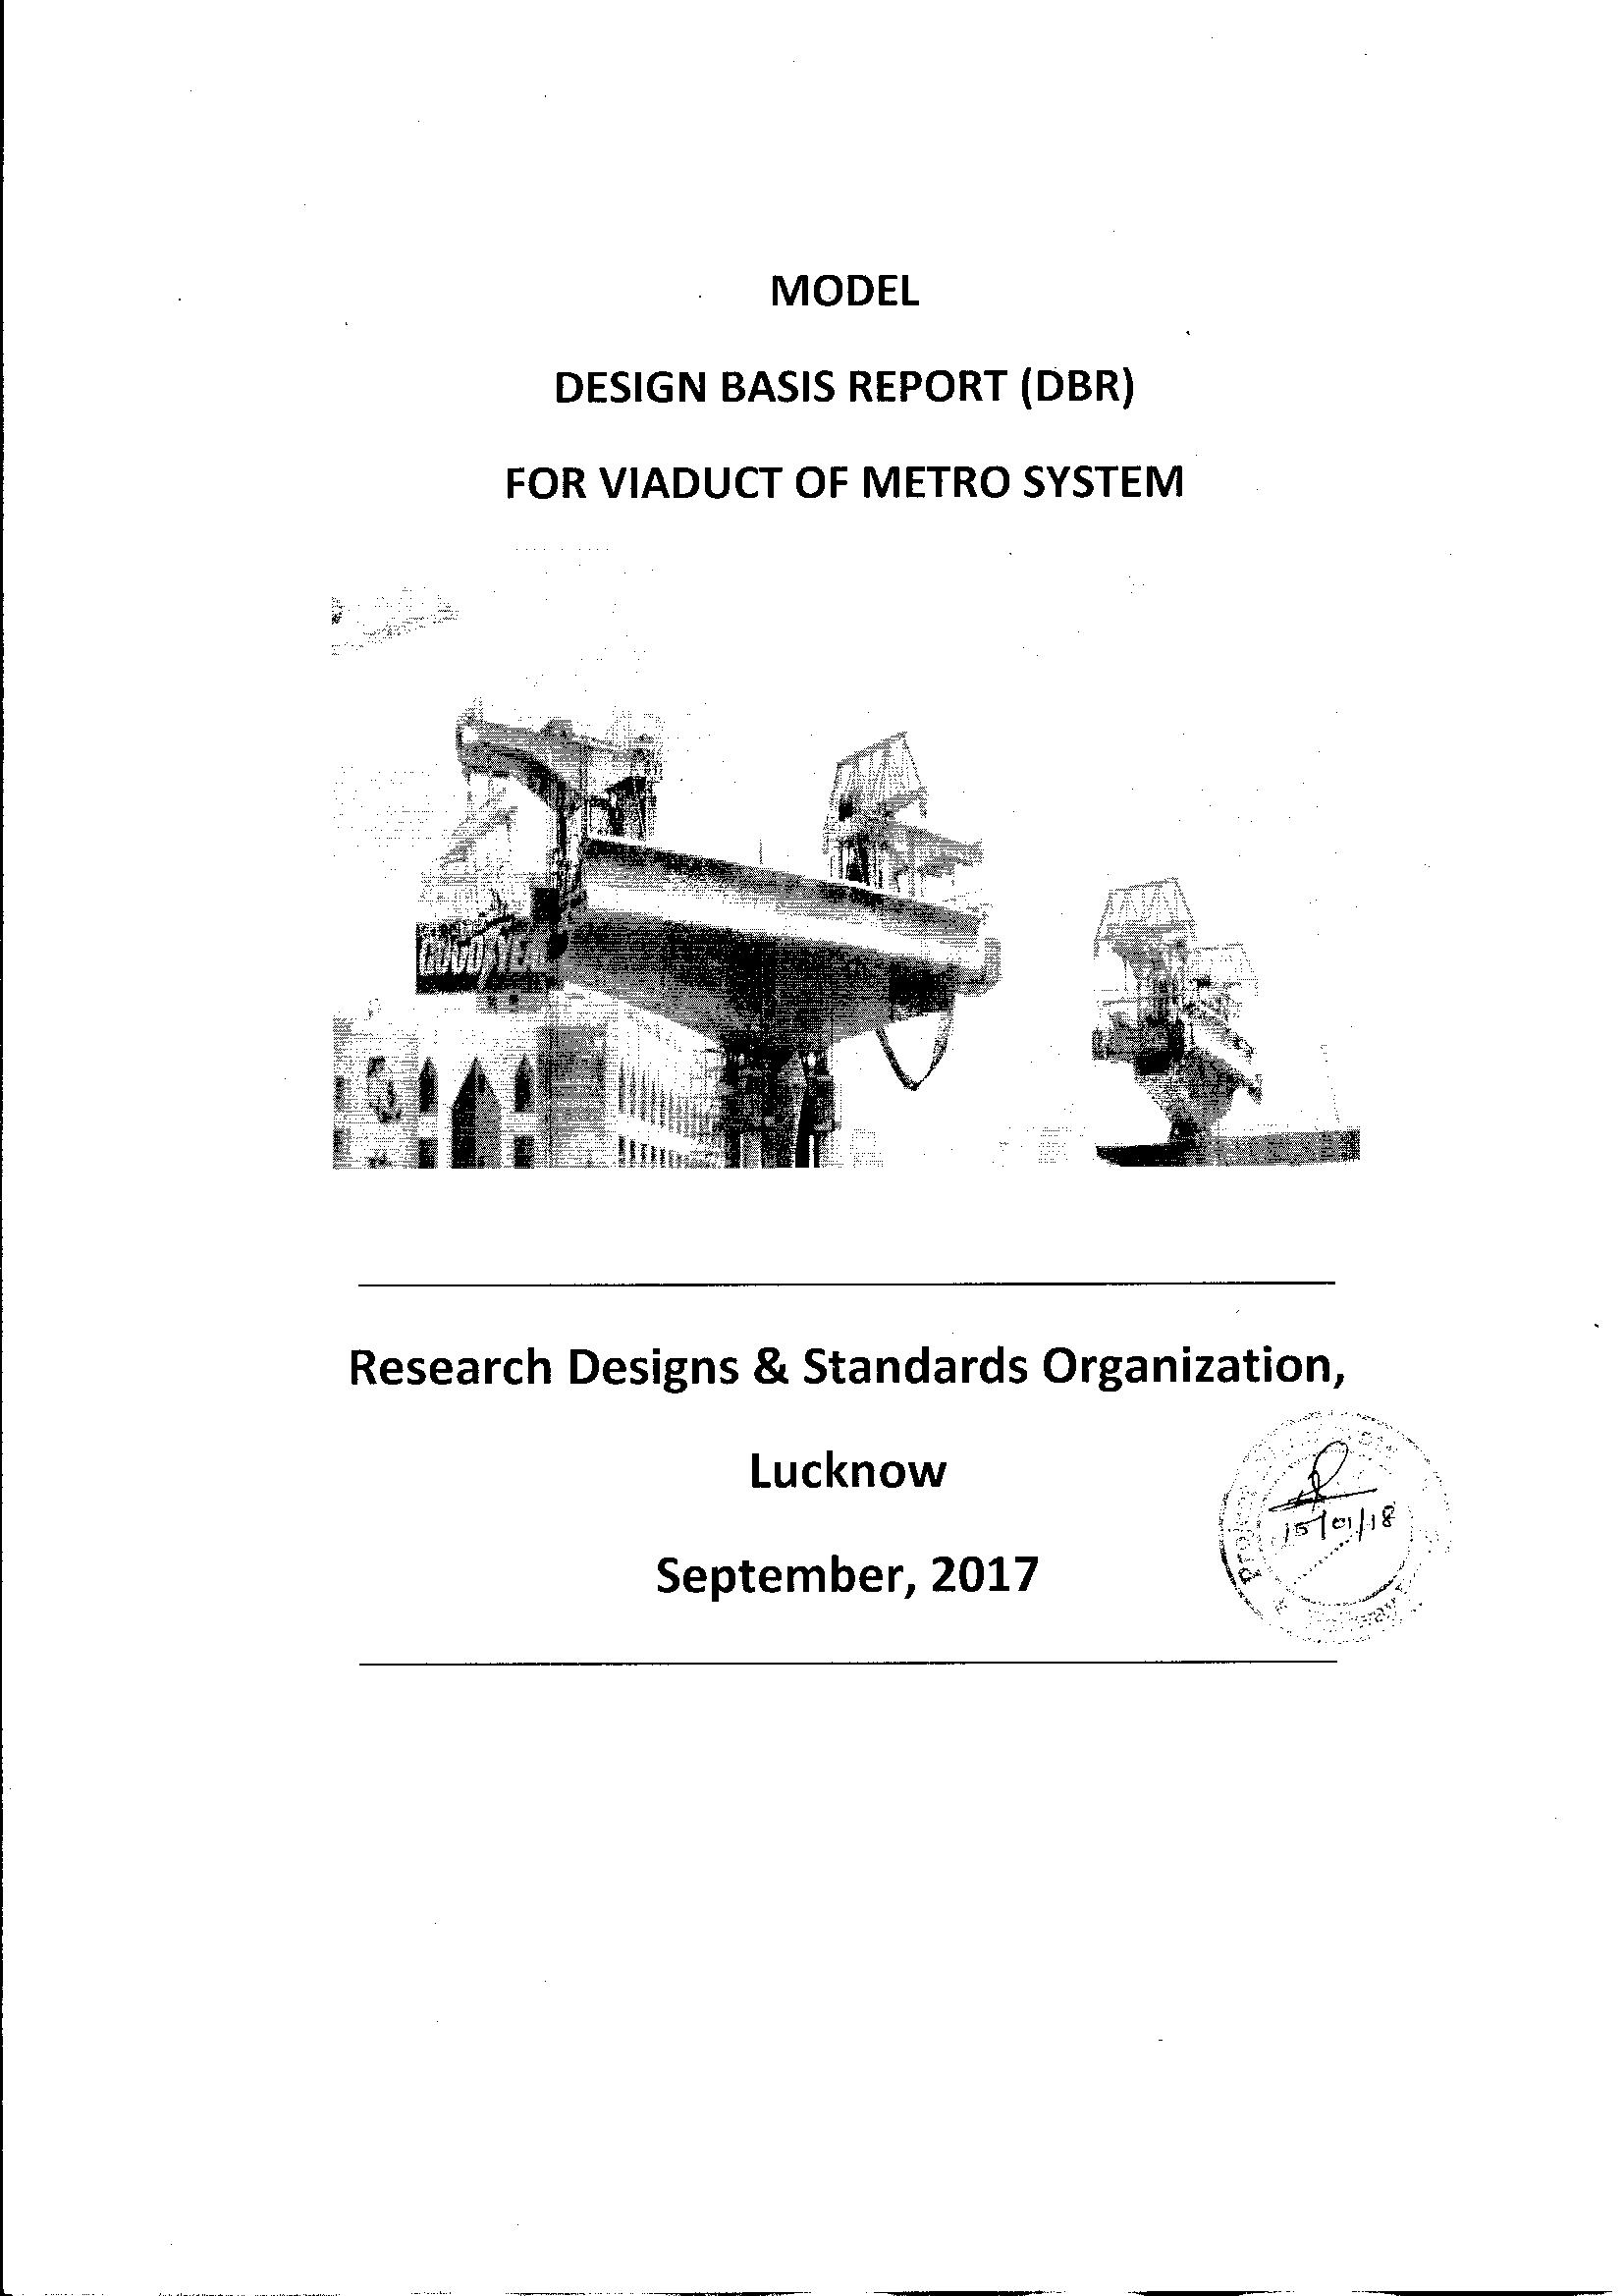 MODEL
DESIGN BASIS REPORT (DBR)
FOR VIADUCT OF METRO SYSTEM
GOODYEAR
Research Designs & Standards Organization,
Lucknow
15/01/18
September, 2017